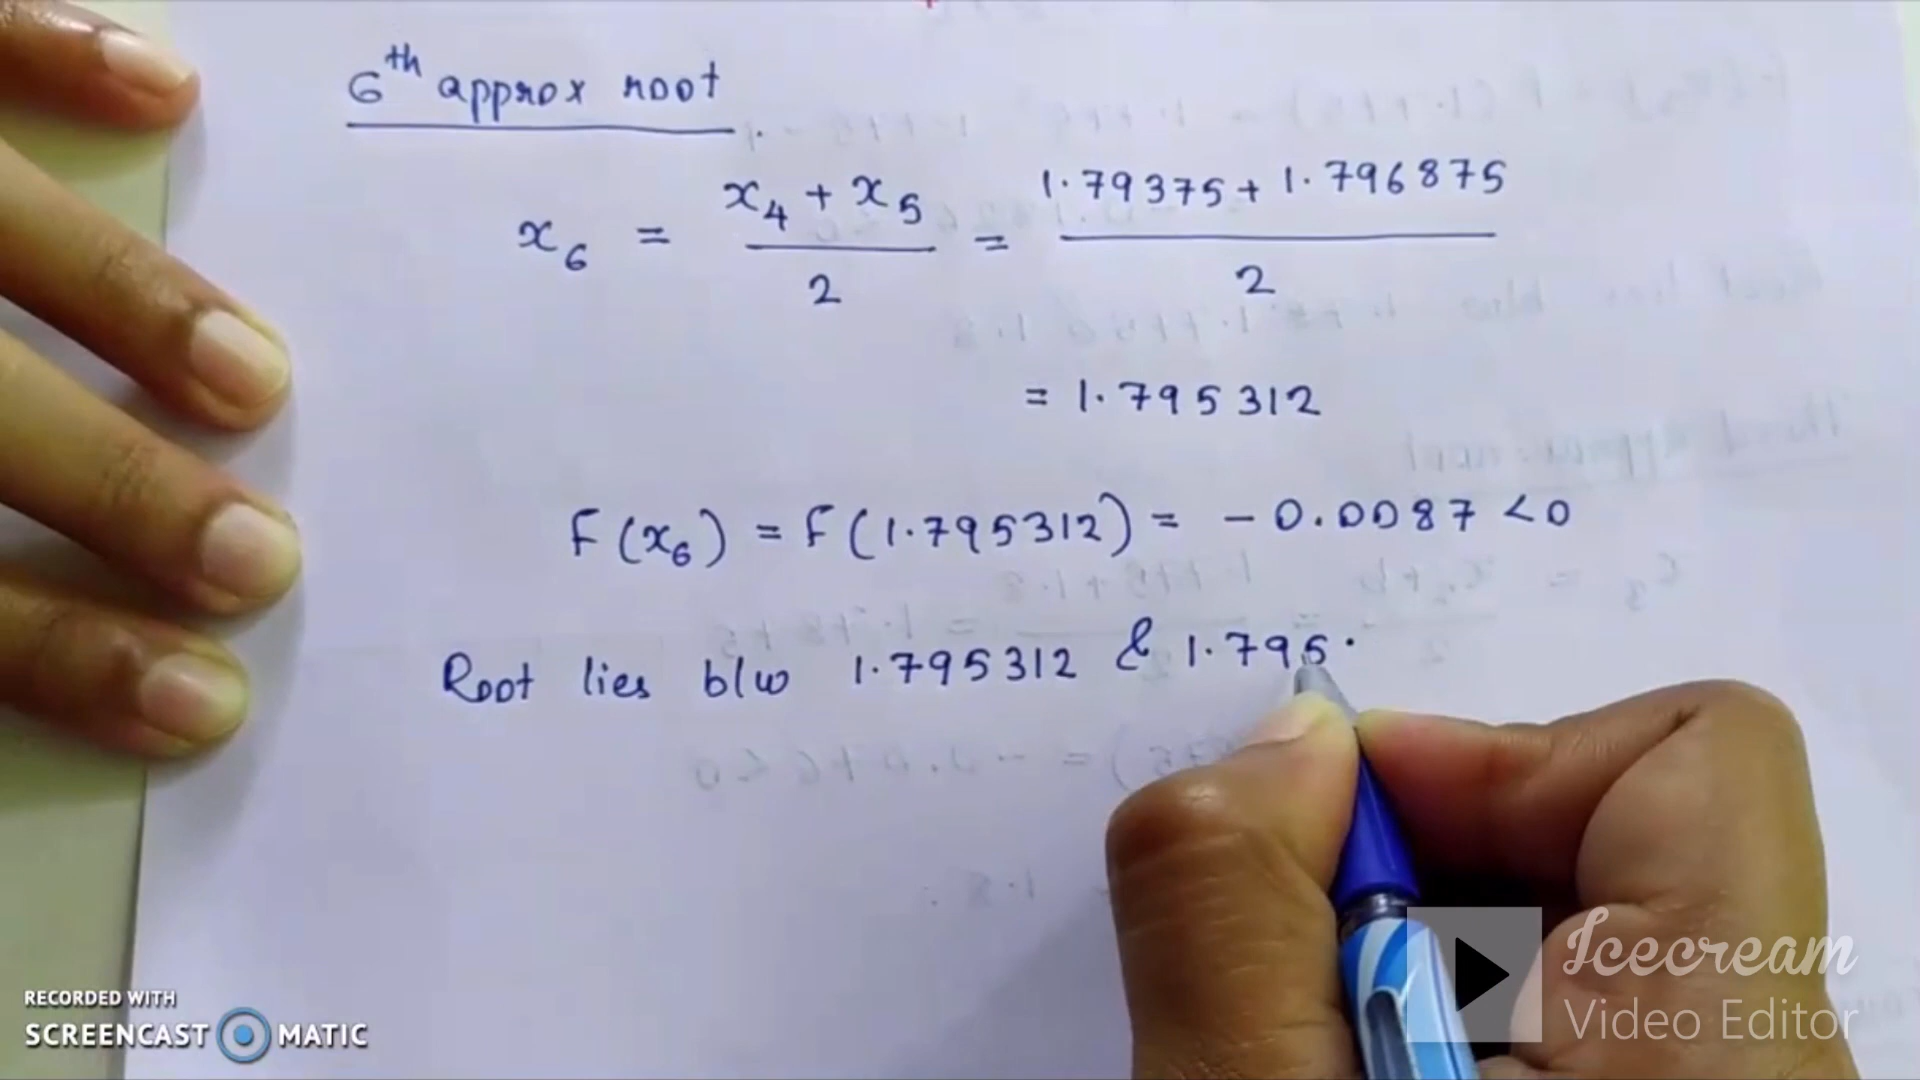 6th approx root
x6 = x4 + x5 / 2 = 1.79375 + 1.796875 / 2
= 1.795312
F(x6) = F(1.795312) = - 0.0087 < 0
Root lies b/w 1.795312 & 1.795.
RECORDED WITH
SCREENCAST MATIC
Icecream
Video Editor